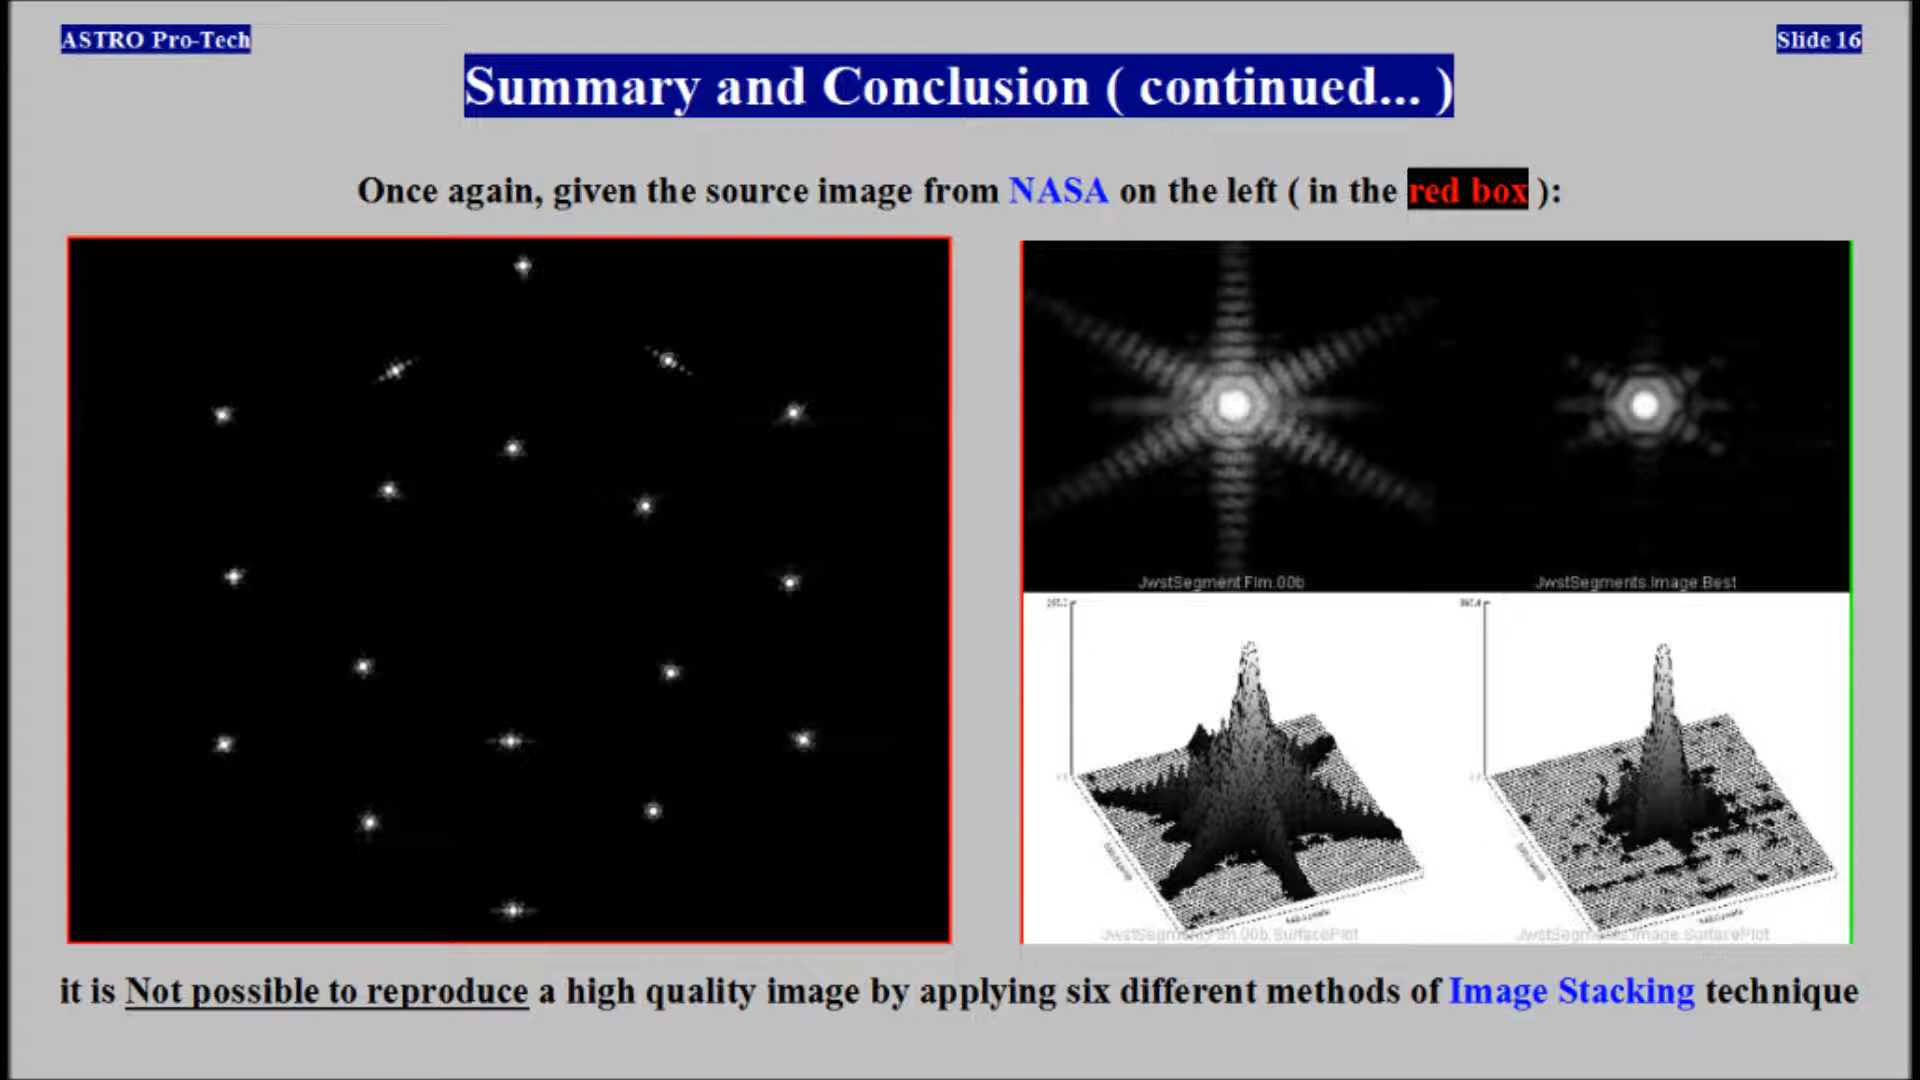 ASTRO Pro-Tech
Slide 16
Summary and Conclusion ( continued... )
Once again, given the source image from NASA on the left ( in the red box ):
JwstSegment.Fim.00b
JwstSegments.Image.Best
it is Not possible to reproduce a high quality image by applying six different methods of Image Stacking technique